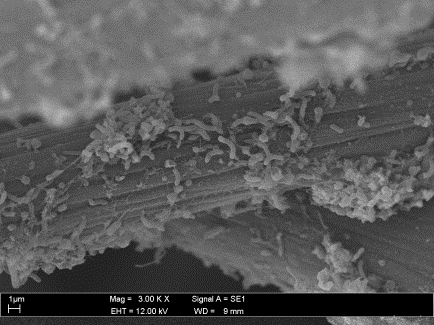 1µm
Mag = 3.00 K X
Signal A = SE1
EHT = 12.00 kV
WD = 9 mm